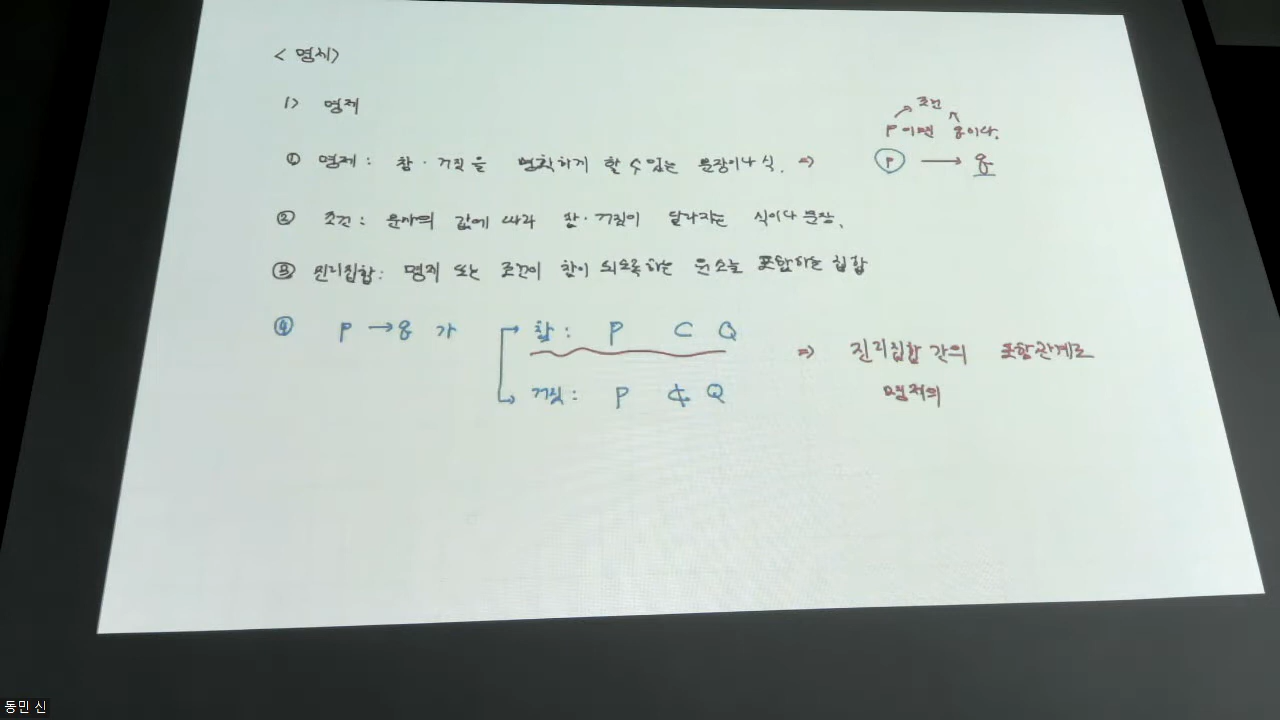 <명제>
1) 명제
조건
p이면 q이다.
① 명제: 참·거짓을 명확하게 할 수 있는 문장이나 식. ⇒ p → q
② 조건: 문자의 값에 따라 참·거짓이 달라지는 식이나 문장.
③ 진리집합: 명제 또는 조건이 참이 되도록하는 원소들 포함하는 집합
④ p → q 가 참: P ⊂ Q
거짓: P ⊄ Q
⇒ 진리집합 간의 포함관계로
명제의
동민 신